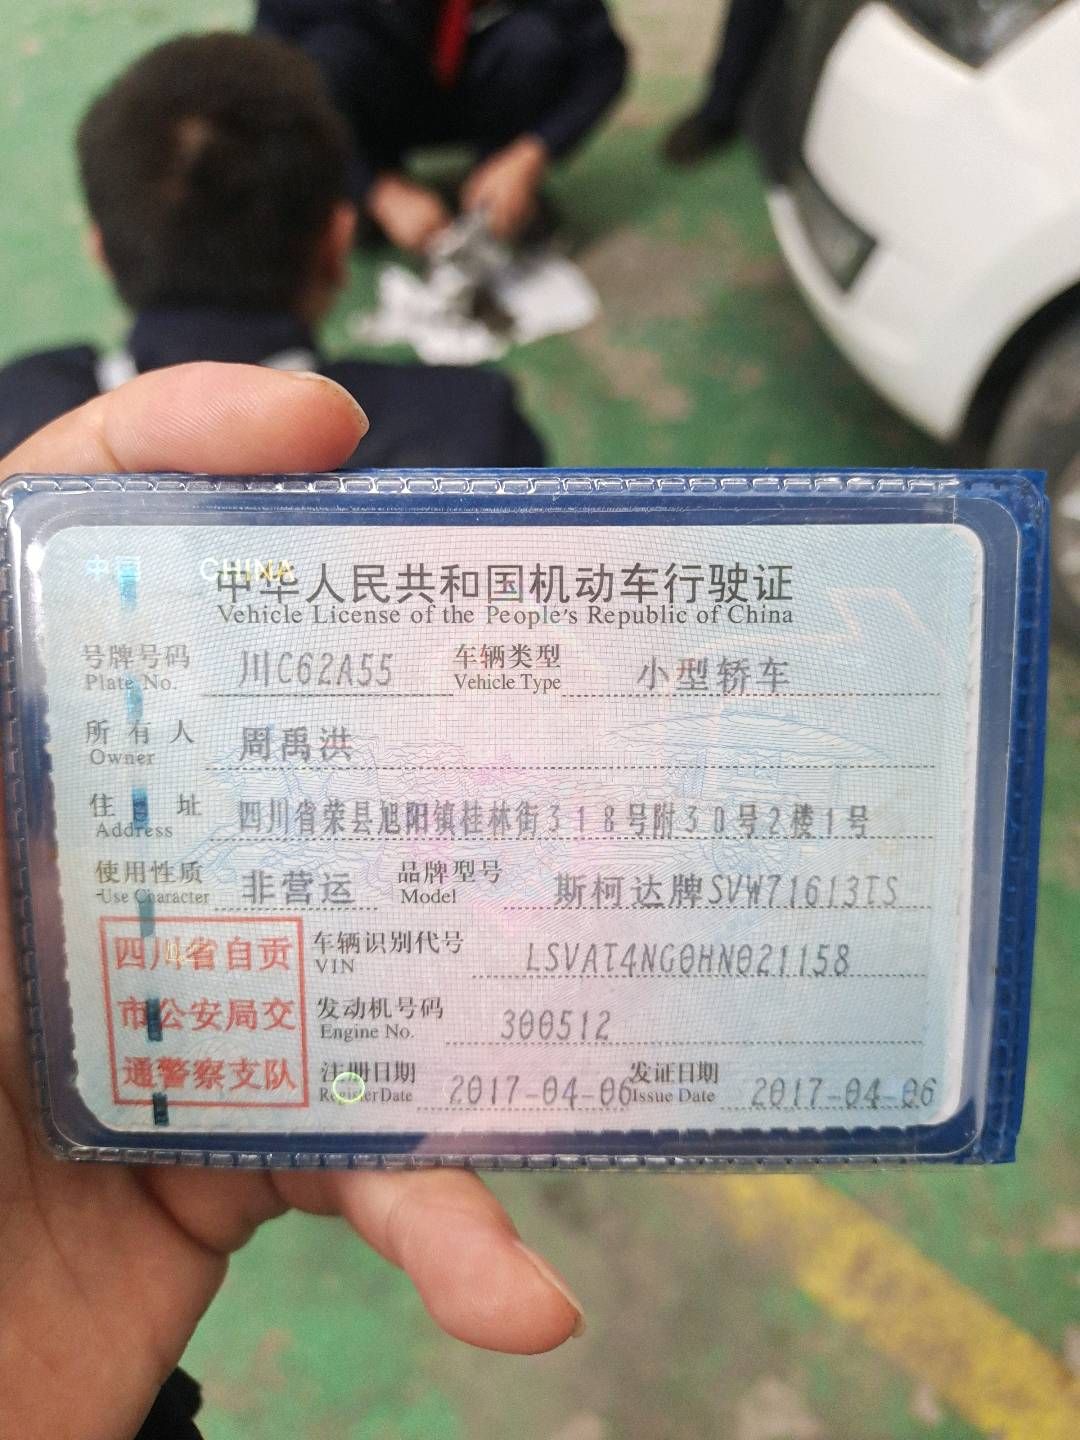 中国 CHINA
中华人民共和国机动车行驶证
Vehicle License of the People's Republic of China
号牌号码 川C62A55 车辆类型 小型轿车
Plate No. Vehicle Type
所有人 周禹洪
Owner
住址 四川省荣县旭阳镇桂林街318号附30号2楼1号
Address
使用性质 非营运 品牌型号 斯柯达牌SVW71613TS
Use Character Model
四川省自贡
市公安局交
通警察支队
车辆识别代号 LSVAT4NG0HN021158
VIN
发动机号码 300512
Engine No.
注册日期 2017-04-06 发证日期 2017-04-06
Register Date Issue Date